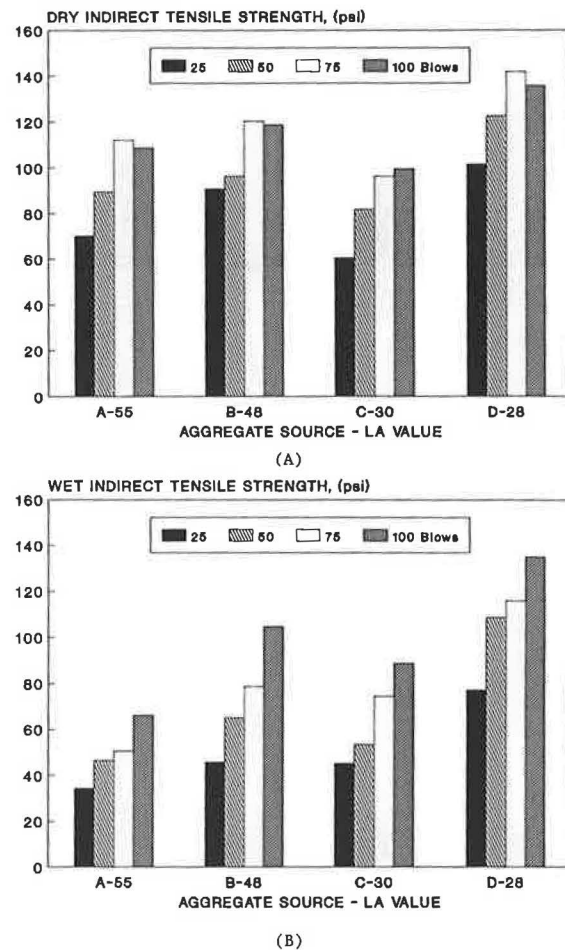 DRY INDIRECT TENSILE STRENGTH, (psi)
160
140
120
100
80
60
40
20
0
25 50 75 100 Blows
A-55 B-48 C-30 D-28
AGGREGATE SOURCE - LA VALUE
(A)
WET INDIRECT TENSILE STRENGTH, (psi)
160
140
120
100
80
60
40
20
0
25 50 75 100 Blows
A-55 B-48 C-30 D-28
AGGREGATE SOURCE - LA VALUE
(B)